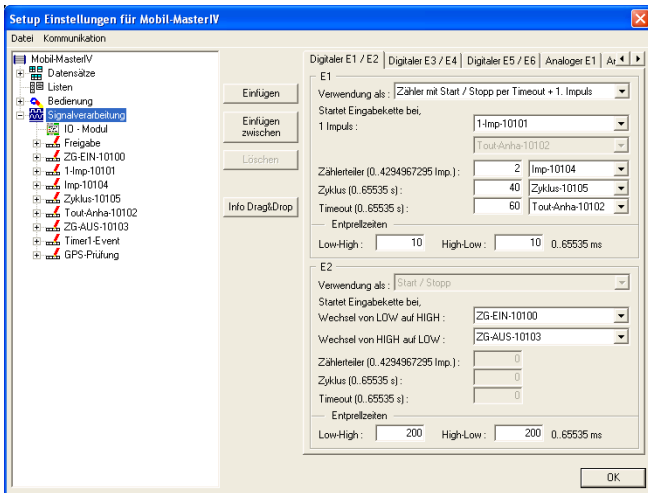 Setup Einstellungen für Mobil-MasterIV
Datei Kommunikation
Mobil-MasterIV
Datensätze
Listen
Bedienung
Signalverarbeitung
IO - Modul
Freigabe
ZG-EIN-10100
1-Imp-10101
Imp-10104
Zyklus-10105
Tout-Anha-10102
ZG-AUS-10103
Timer1-Event
GPS-Prüfung
Einfügen
Einfügen
zwischen
Löschen
Info Drag&Drop
Digitaler E1 / E2 Digitaler E3 / E4 Digitaler E5 / E6 Analoger E1
E1
Verwendung als : Zähler mit Start / Stopp per Timeout + 1. Impuls
Startet Eingabekette bei,
1 Impuls : 1-Imp-10101
Tout-Anha-10102
Zählerteiler (0..4294967295 Imp.) : 2 Imp-10104
Zyklus (0..65535 s) : 40 Zyklus-10105
Timeout (0..65535 s) : 60 Tout-Anha-10102
Entprellzeiten
Low-High : 10 High-Low : 10 0..65535 ms
E2
Verwendung als : Start / Stopp
Startet Eingabekette bei,
Wechsel von LOW auf HIGH : ZG-EIN-10100
Wechsel von HIGH auf LOW : ZG-AUS-10103
Zählerteiler (0..4294967295 Imp.) : 0
Zyklus (0..65535 s) : 0
Timeout (0..65535 s) : 0
Entprellzeiten
Low-High : 200 High-Low : 200 0..65535 ms
OK